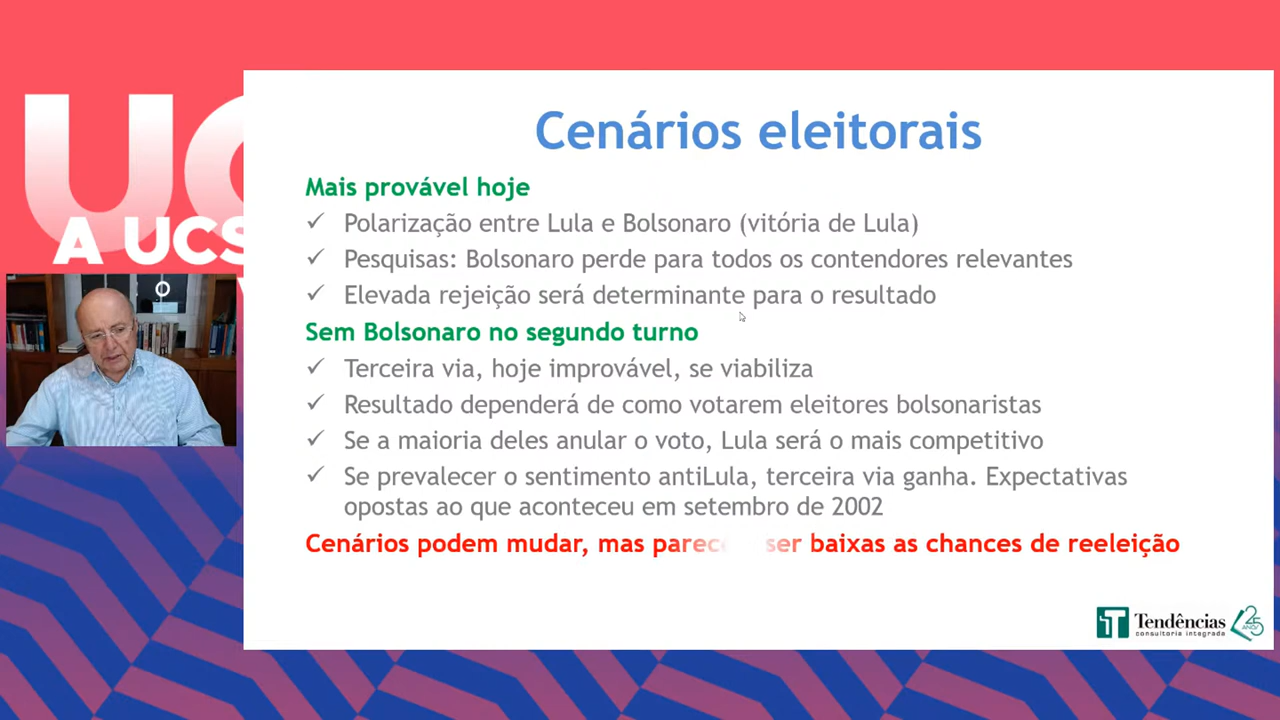 UC
A UCS
Cenários eleitorais
Mais provável hoje
✓ Polarização entre Lula e Bolsonaro (vitória de Lula)
✓ Pesquisas: Bolsonaro perde para todos os contendores relevantes
✓ Elevada rejeição será determinante para o resultado
Sem Bolsonaro no segundo turno
✓ Terceira via, hoje improvável, se viabiliza
✓ Resultado dependerá de como votarem eleitores bolsonaristas
✓ Se a maioria deles anular o voto, Lula será o mais competitivo
✓ Se prevalecer o sentimento antiLula, terceira via ganha. Expectativas
opostas ao que aconteceu em setembro de 2002
Cenários podem mudar, mas parece ser baixas as chances de reeleição
Tendências
consultoria integrada
25
ANOS